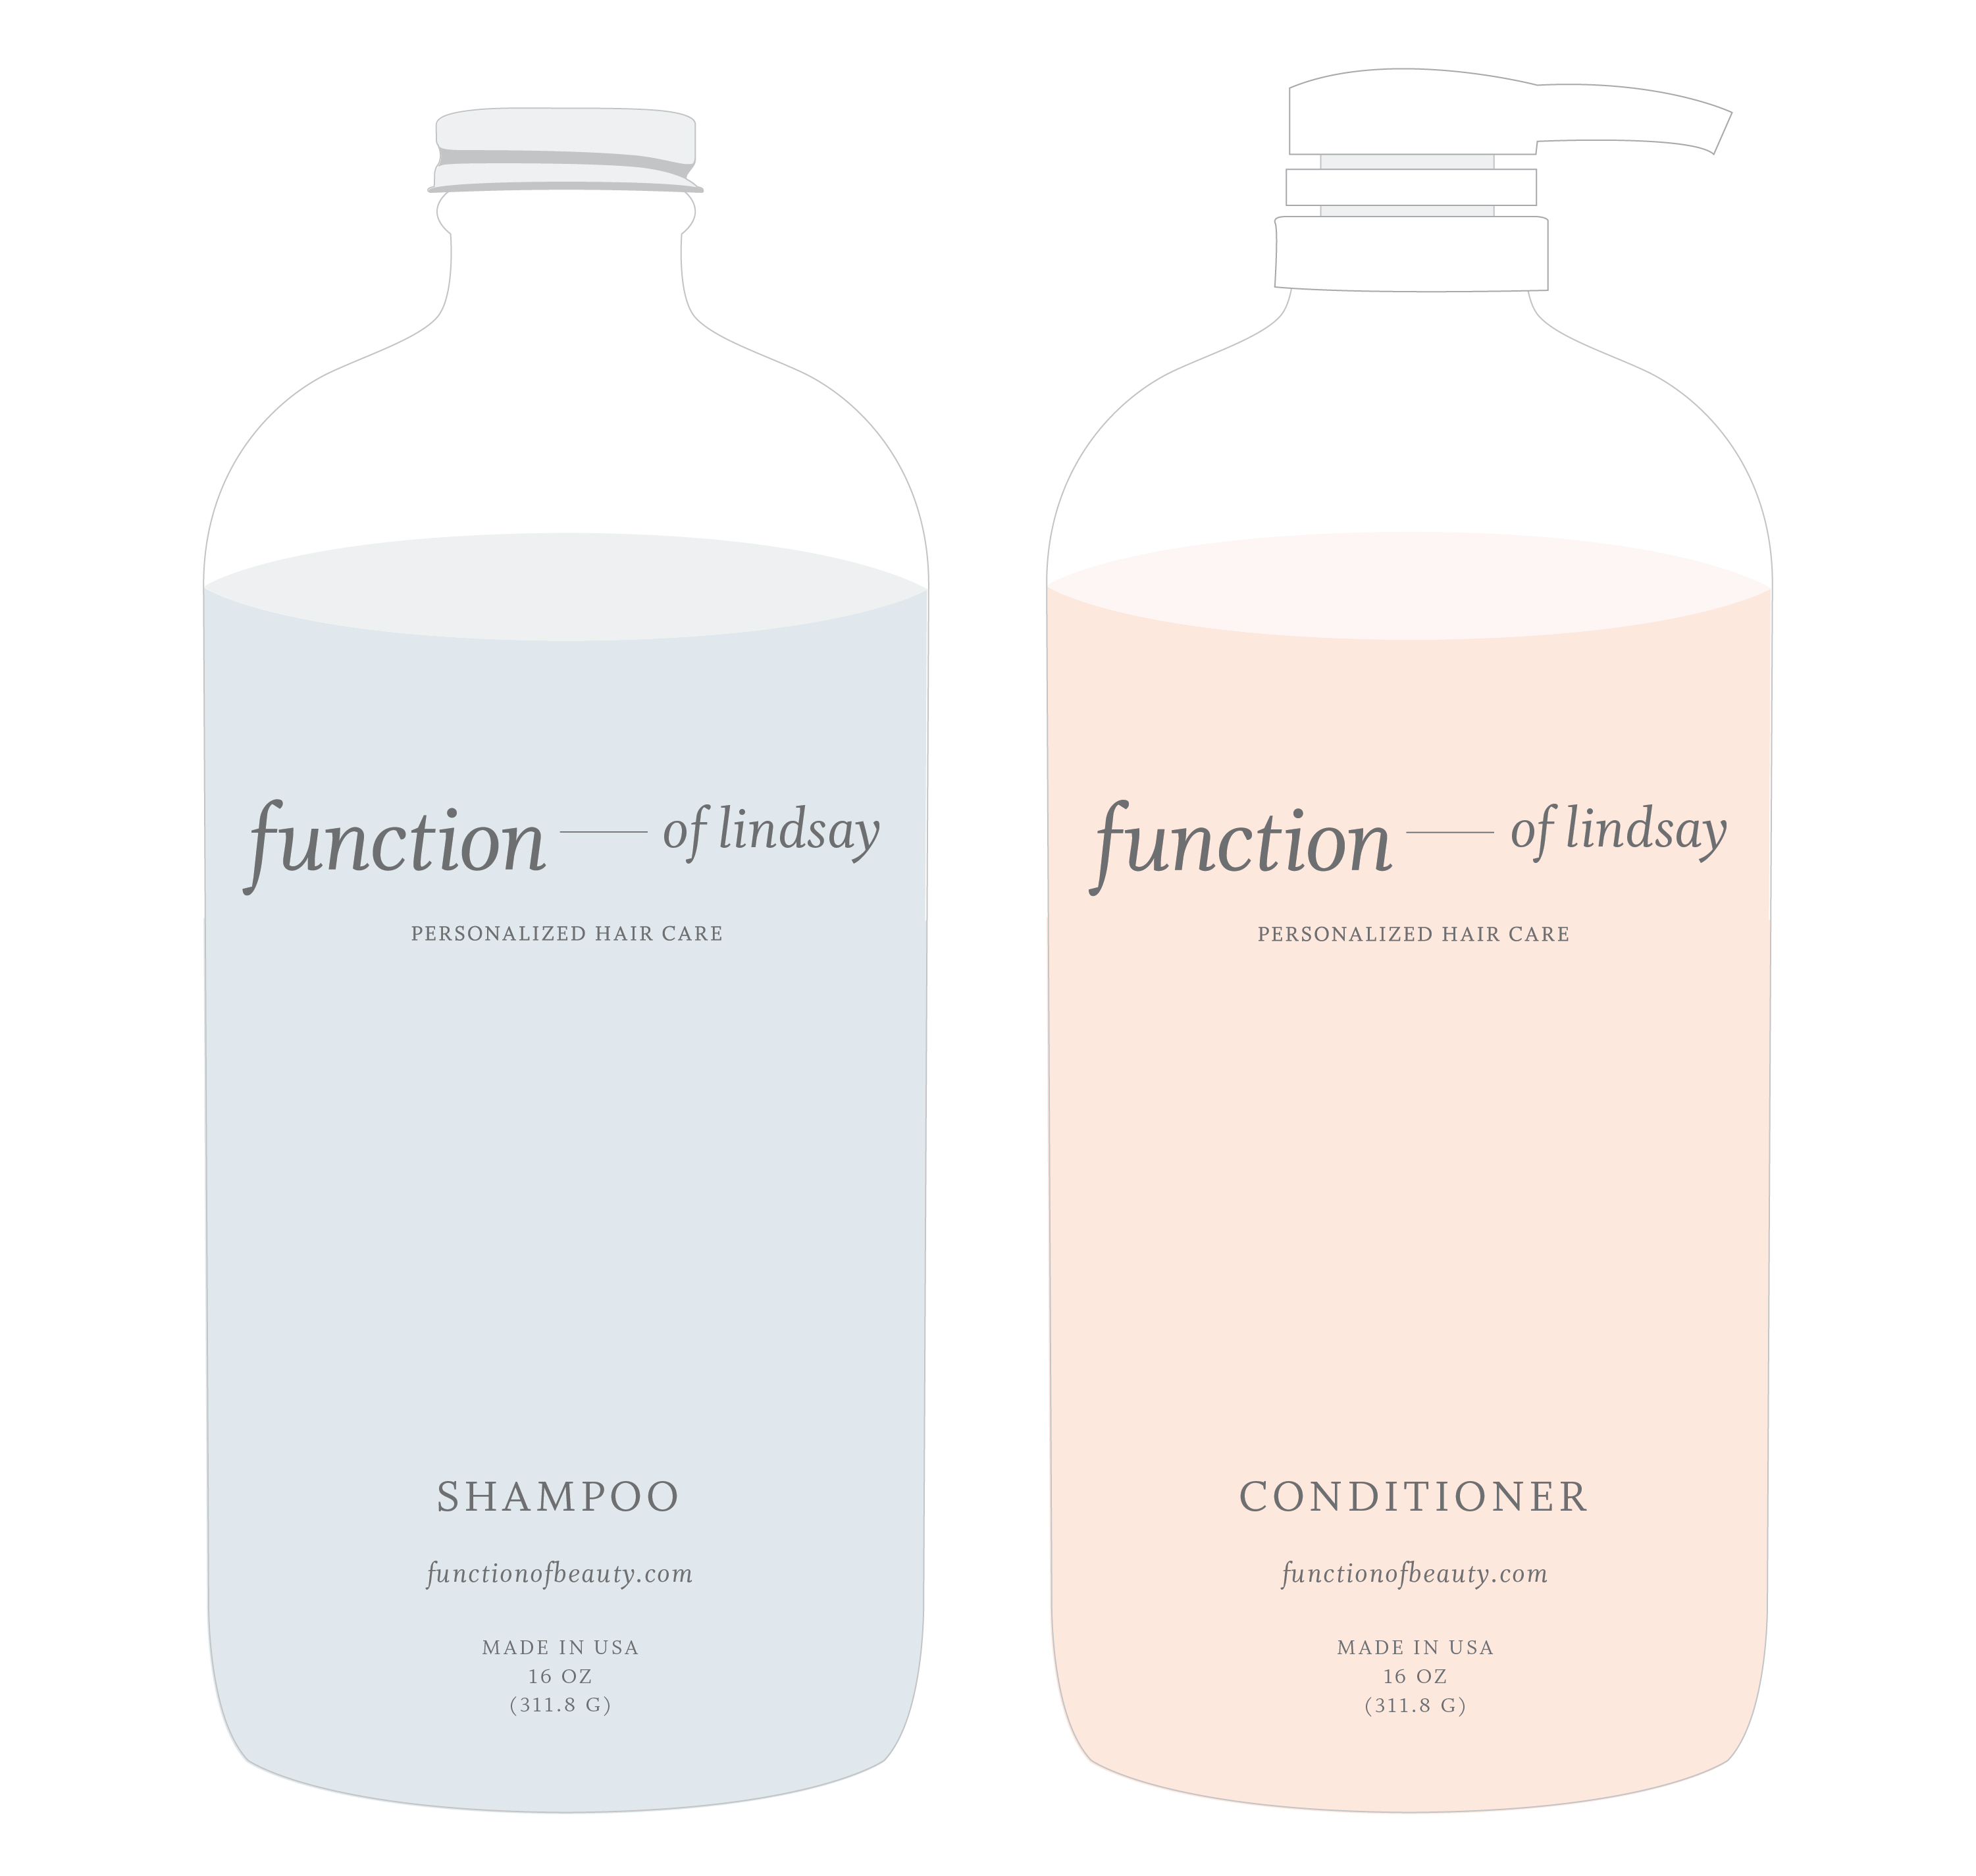 function — of lindsay
PERSONALIZED HAIR CARE
SHAMPOO
functionofbeauty.com
MADE IN USA
16 OZ
(311.8 G)
function — of lindsay
PERSONALIZED HAIR CARE
CONDITIONER
functionofbeauty.com
MADE IN USA
16 OZ
(311.8 G)